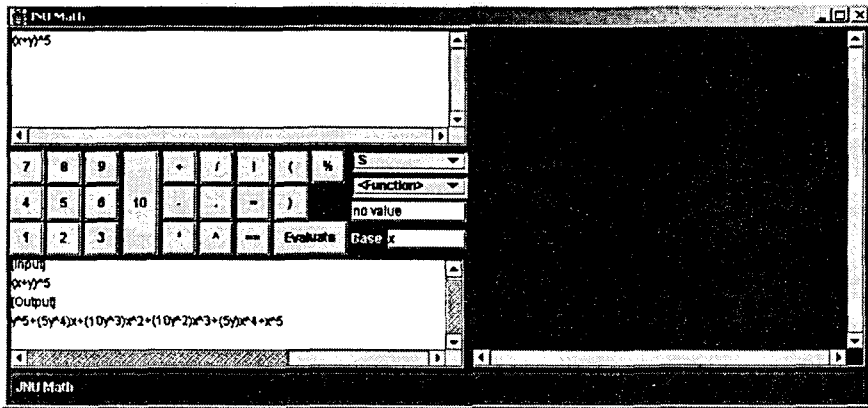 JNU Math
(x+y)^5
7 8 9 + / | ( % S
<Function>
4 5 6 10 - . = )
no value
1 2 3 * ^ == Evaluate Base x
[Input]
(x+y)^5
[Output]
y^5+(5y^4)x+(10y^3)x^2+(10y^2)x^3+(5y)x^4+x^5
JNU Math